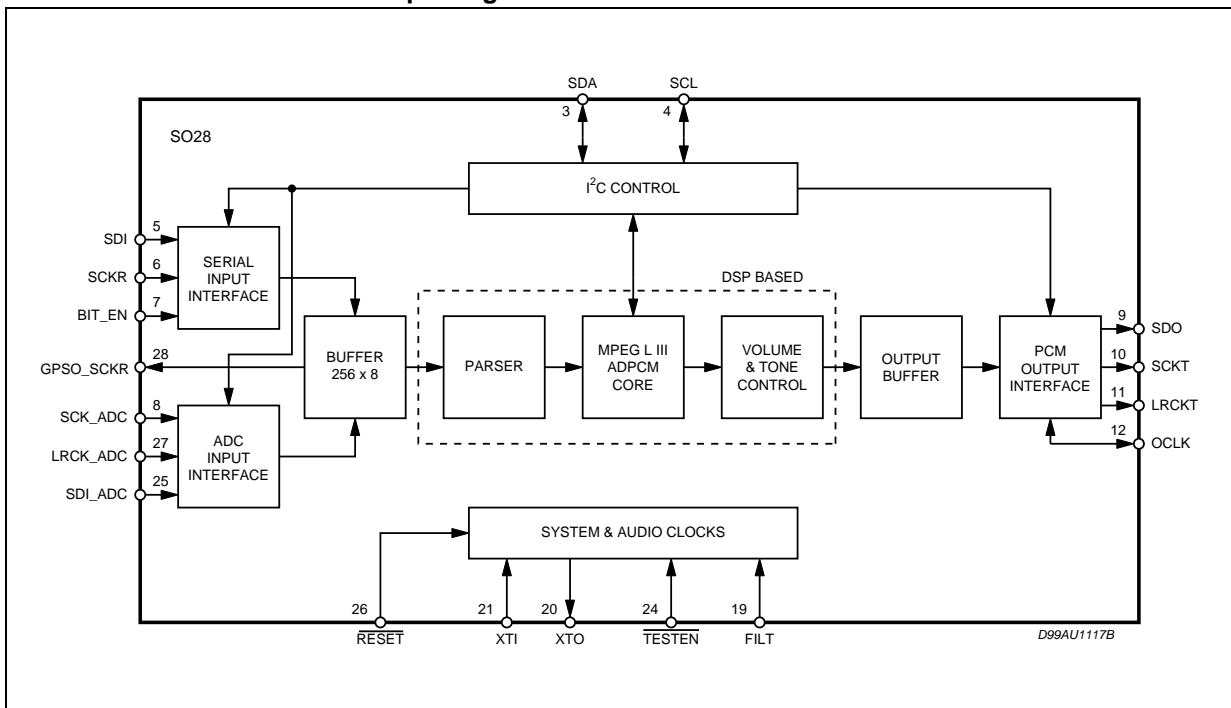 SDA
SCL
3
4
SO28
I²C CONTROL
SDI
5
SCKR
6
BIT_EN
7
SERIAL
INPUT
INTERFACE
DSP BASED
GPSO_SCKR
28
BUFFER
256 x 8
PARSER
MPEG L III
ADPCM
CORE
VOLUME
& TONE
CONTROL
OUTPUT
BUFFER
PCM
OUTPUT
INTERFACE
9
SDO
10
SCKT
11
LRCKT
12
OCLK
SCK_ADC
8
LRCK_ADC
27
SDI_ADC
25
ADC
INPUT
INTERFACE
SYSTEM & AUDIO CLOCKS
26
21
20
24
19
RESET
XTI
XTO
TESTEN
FILT
D99AU1117B